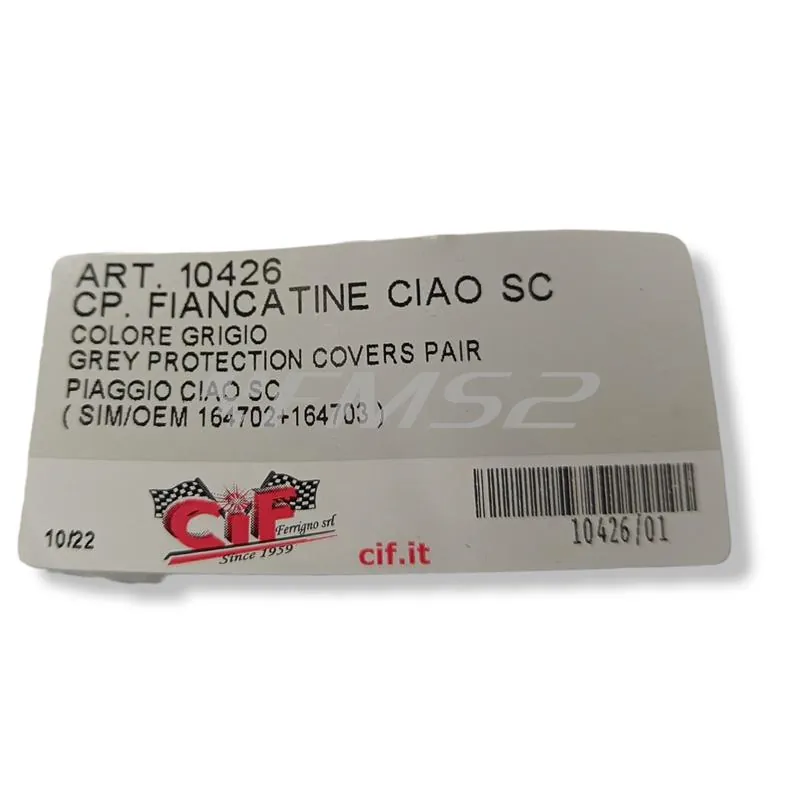 ART. 10426
CP. FIANCATINE CIAO SC
COLORE GRIGIO
GREY PROTECTION COVERS PAIR
PIAGGIO CIAO SC
( SIM/OEM 164702+164703 )
FMS2
10/22
CiF
Ferrigno srl
Since 1959
cif.it
10426/01